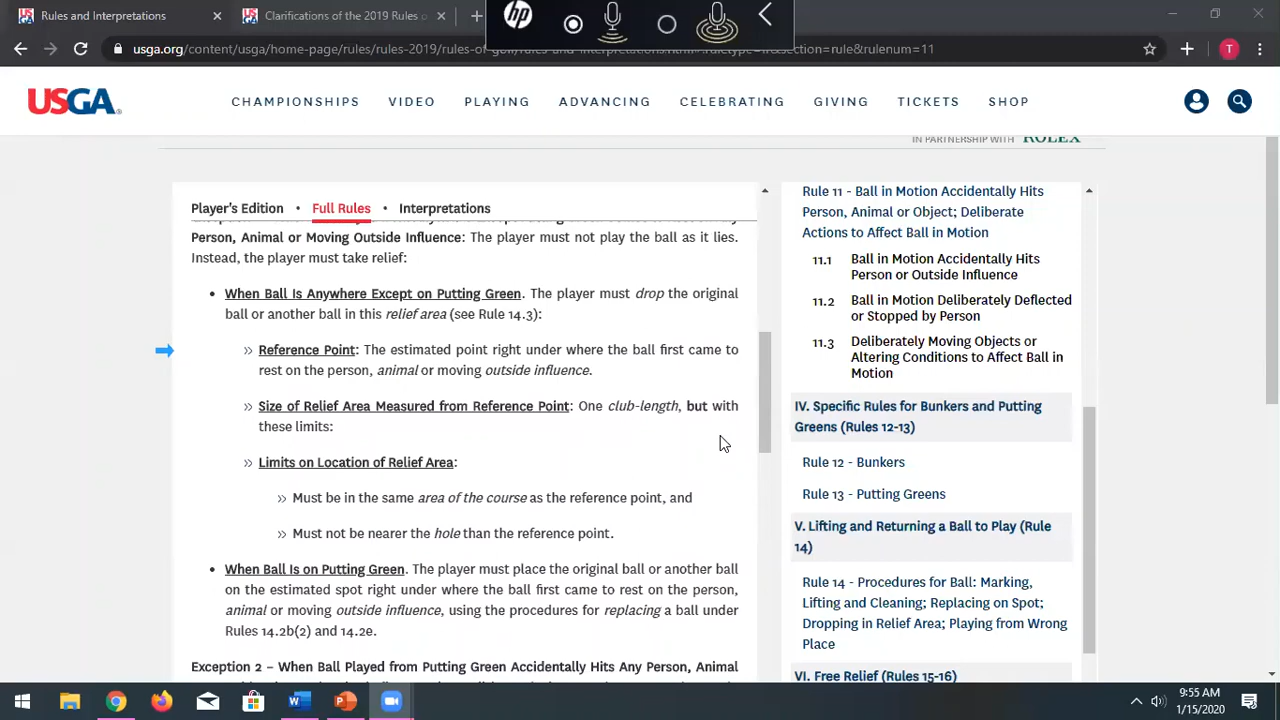 Rules and Interpretations
Clarifications of the 2019 Rules o
hp
usga.org/content/usga/home-page/rules/rules-2019/rules-of-golf/rules-and-interpretations.html#!ruletype=fr&section=rule&rulenum=11
T
USGA
CHAMPIONSHIPS VIDEO PLAYING ADVANCING CELEBRATING GIVING TICKETS SHOP
IN PARTNERSHIP WITH ROLEX
Player's Edition • Full Rules • Interpretations
Person, Animal or Moving Outside Influence: The player must not play the ball as it lies.
Instead, the player must take relief:
• When Ball Is Anywhere Except on Putting Green. The player must drop the original
ball or another ball in this relief area (see Rule 14.3):
» Reference Point: The estimated point right under where the ball first came to
rest on the person, animal or moving outside influence.
» Size of Relief Area Measured from Reference Point: One club-length, but with
these limits:
» Limits on Location of Relief Area:
» Must be in the same area of the course as the reference point, and
» Must not be nearer the hole than the reference point.
• When Ball Is on Putting Green. The player must place the original ball or another ball
on the estimated spot right under where the ball first came to rest on the person,
animal or moving outside influence, using the procedures for replacing a ball under
Rules 14.2b(2) and 14.2e.
Exception 2 – When Ball Played from Putting Green Accidentally Hits Any Person, Animal
Rule 11 - Ball in Motion Accidentally Hits
Person, Animal or Object; Deliberate
Actions to Affect Ball in Motion
11.1 Ball in Motion Accidentally Hits
Person or Outside Influence
11.2 Ball in Motion Deliberately Deflected
or Stopped by Person
11.3 Deliberately Moving Objects or
Altering Conditions to Affect Ball in
Motion
IV. Specific Rules for Bunkers and Putting
Greens (Rules 12-13)
Rule 12 - Bunkers
Rule 13 - Putting Greens
V. Lifting and Returning a Ball to Play (Rule
14)
Rule 14 - Procedures for Ball: Marking,
Lifting and Cleaning; Replacing on Spot;
Dropping in Relief Area; Playing from Wrong
Place
VI. Free Relief (Rules 15-16)
9:55 AM
1/15/2020